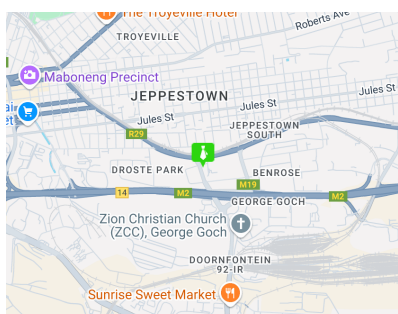 The Troyeville Hotel
Roberts Ave
TROYEVILLE
Maboneng Precinct
JEPPESTOWN
Jules St
Jules St
Jules St
JEPPESTOWN
SOUTH
R29
DROSTE PARK
BENROSE
M19
14
M2
M2
GEORGE GOCH
Zion Christian Church
(ZCC), George Goch
DOORNFONTEIN
92-IR
Sunrise Sweet Market